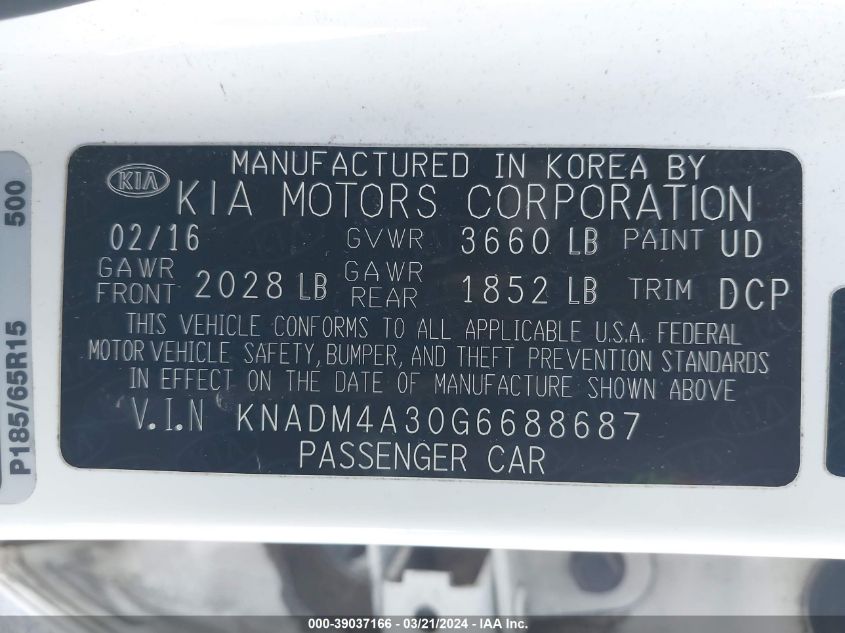 MANUFACTURED IN KOREA BY
KIA KIA MOTORS CORPORATION
02/16 GVWR 3660 LB PAINT UD
GAWR FRONT 2028 LB GAWR REAR 1852 LB TRIM DCP
THIS VEHICLE CONFORMS TO ALL APPLICABLE U.S.A. FEDERAL
MOTOR VEHICLE SAFETY, BUMPER, AND THEFT PREVENTION STANDARDS
IN EFFECT ON THE DATE OF MANUFACTURE SHOWN ABOVE
V.I.N KNADM4A30G6688687
PASSENGER CAR
P185/65R15 500
000-39037166 - 03/21/2024 - IAA Inc.